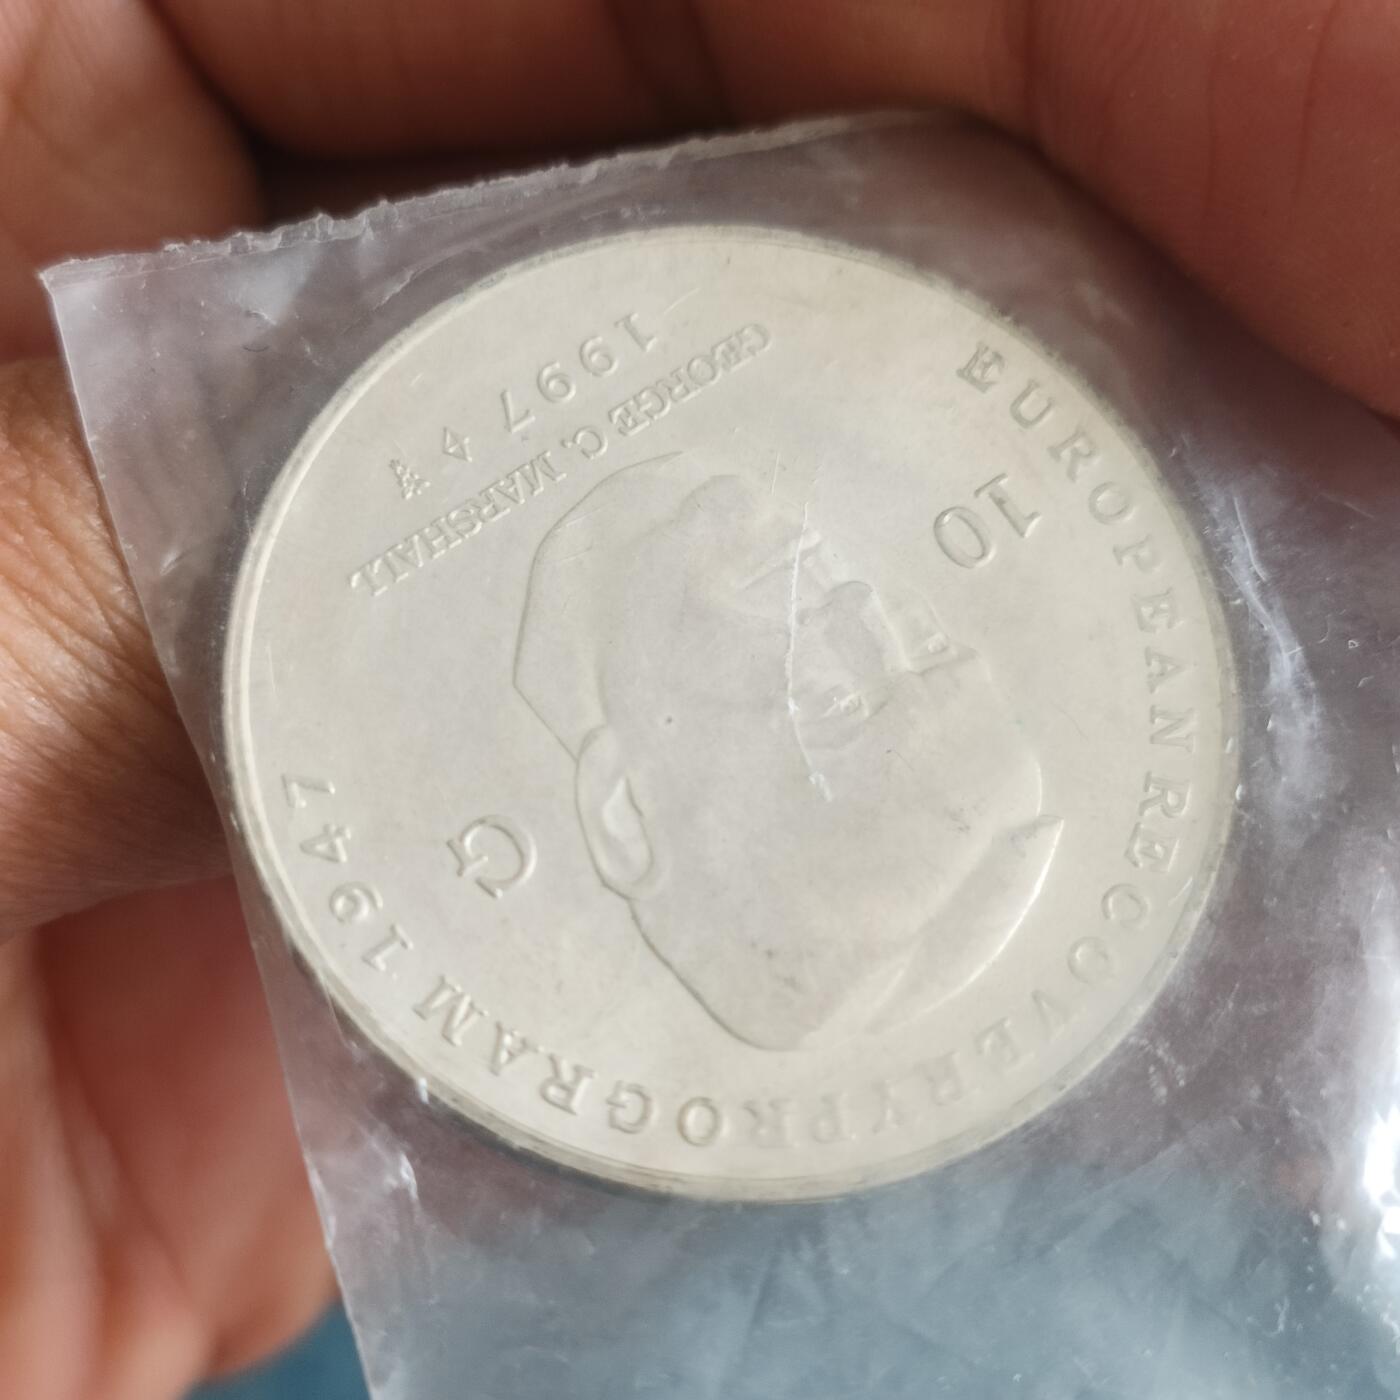 EUROPEAN RECOVERY PROGRAM 1947
10 G
GEORGE C. MARSHALL
1997